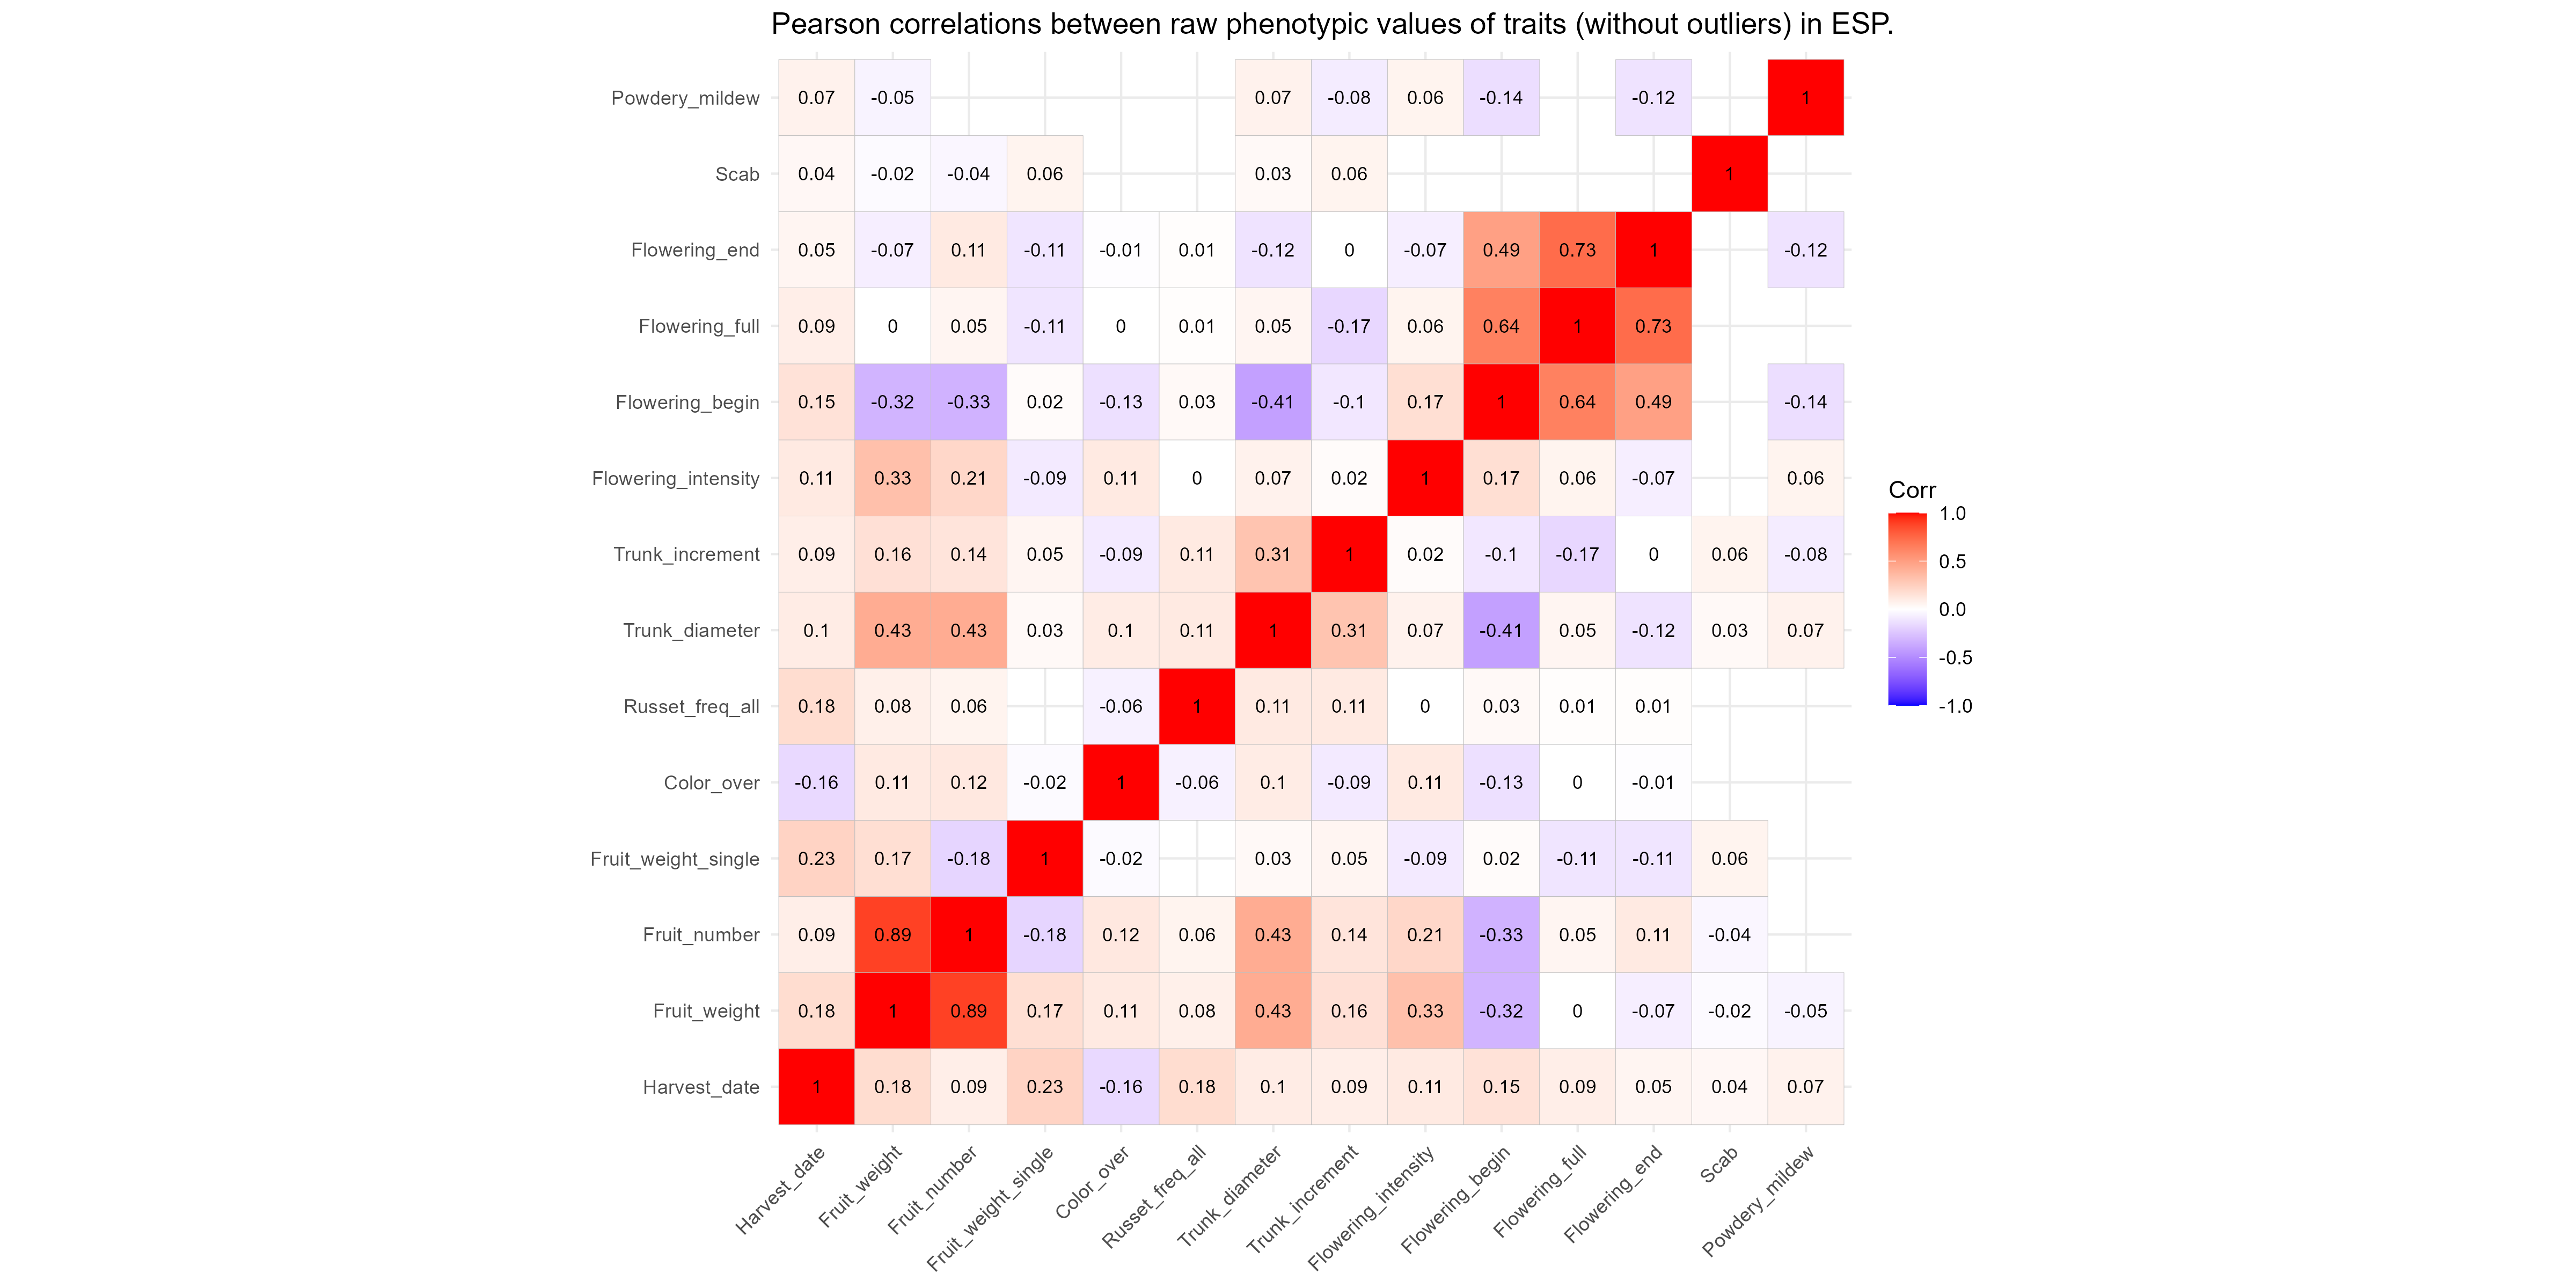 Pearson correlations between raw phenotypic values of traits (without outliers) in ESP.
Powdery_mildew 0.07 -0.05 0.07 -0.08 0.06 -0.14 -0.12 1
Scab 0.04 -0.02 -0.04 0.06 0.03 0.06 1
Flowering_end 0.05 -0.07 0.11 -0.11 -0.01 0.01 -0.12 0 -0.07 0.49 0.73 1 -0.12
Flowering_full 0.09 0 0.05 -0.11 0 0.01 0.05 -0.17 0.06 0.64 1 0.73
Flowering_begin 0.15 -0.32 -0.33 0.02 -0.13 0.03 -0.41 -0.1 0.17 1 0.64 0.49 -0.14
Flowering_intensity 0.11 0.33 0.21 -0.09 0.11 0 0.07 0.02 1 0.17 0.06 -0.07 0.06
Trunk_increment 0.09 0.16 0.14 0.05 -0.09 0.11 0.31 1 0.02 -0.1 -0.17 0 0.06 -0.08
Trunk_diameter 0.1 0.43 0.43 0.03 0.1 0.11 1 0.31 0.07 -0.41 0.05 -0.12 0.03 0.07
Russet_freq_all 0.18 0.08 0.06 -0.06 1 0.11 0.11 0 0.03 0.01 0.01
Color_over -0.16 0.11 0.12 -0.02 1 -0.06 0.1 -0.09 0.11 -0.13 0 -0.01
Fruit_weight_single 0.23 0.17 -0.18 1 -0.02 0.03 0.05 -0.09 0.02 -0.11 -0.11 0.06
Fruit_number 0.09 0.89 1 -0.18 0.12 0.06 0.43 0.14 0.21 -0.33 0.05 0.11 -0.04
Fruit_weight 0.18 1 0.89 0.17 0.11 0.08 0.43 0.16 0.33 -0.32 0 -0.07 -0.02 -0.05
Harvest_date 1 0.18 0.09 0.23 -0.16 0.18 0.1 0.09 0.11 0.15 0.09 0.05 0.04 0.07
Harvest_date
Fruit_weight
Fruit_number
Fruit_weight_single
Color_over
Russet_freq_all
Trunk_diameter
Trunk_increment
Flowering_intensity
Flowering_begin
Flowering_full
Flowering_end
Scab
Powdery_mildew
Corr
1.0
0.5
0.0
-0.5
-1.0